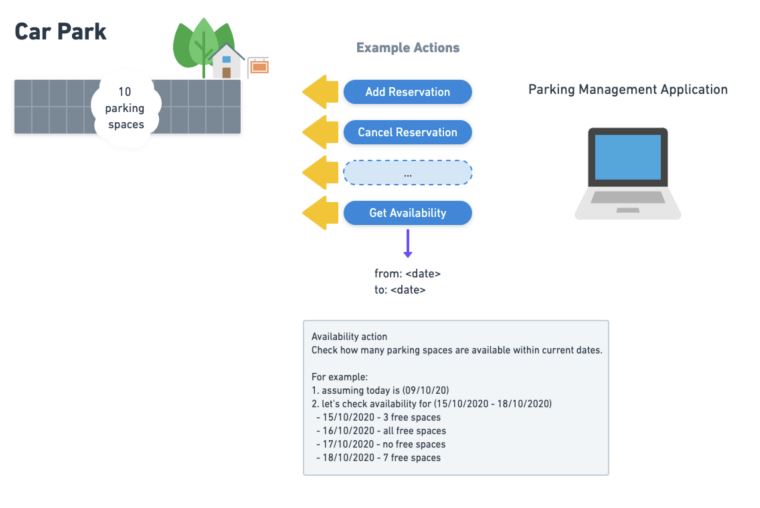 Car Park
10
parking
spaces
Example Actions
Add Reservation
Cancel Reservation
...
Get Availability
from: <date>
to: <date>
Parking Management Application
Availability action
Check how many parking spaces are available within current dates.
For example:
1. assuming today is (09/10/20)
2. let's check availability for (15/10/2020 - 18/10/2020)
- 15/10/2020 - 3 free spaces
- 16/10/2020 - all free spaces
- 17/10/2020 - no free spaces
- 18/10/2020 - 7 free spaces